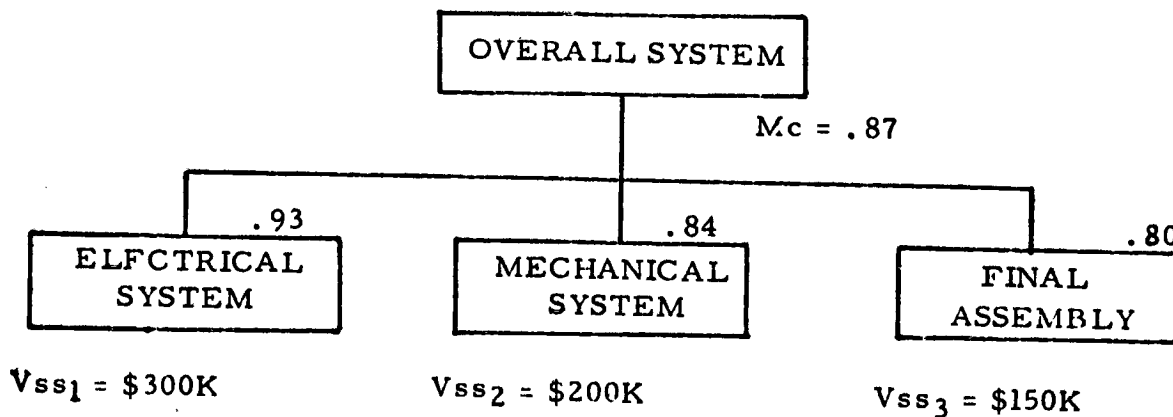 OVERALL SYSTEM
Mc = .87
.93
ELFCTRICAL
SYSTEM
.84
MECHANICAL
SYSTEM
.80
FINAL
ASSEMBLY
Vss1 = $300K
Vss2 = $200K
Vss3 = $150K